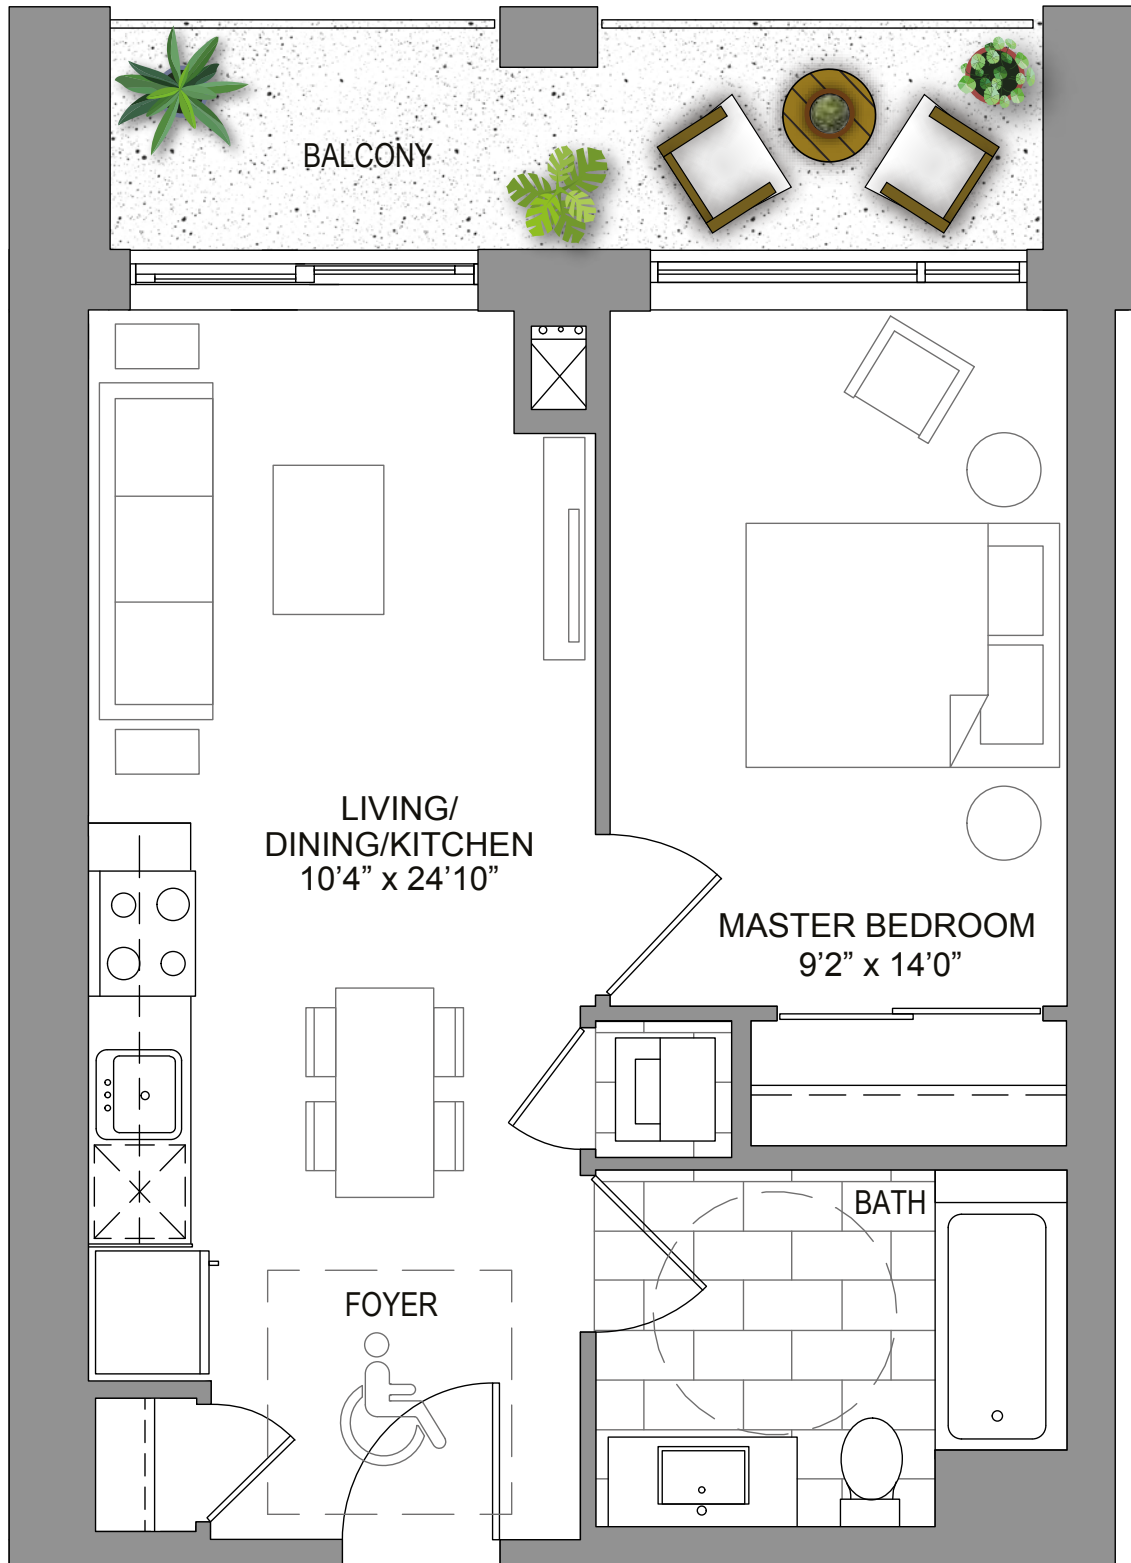 BALCONY
LIVING/
DINING/KITCHEN
10’4” x 24’10”
MASTER BEDROOM
9’2” x 14’0”
BATH
FOYER